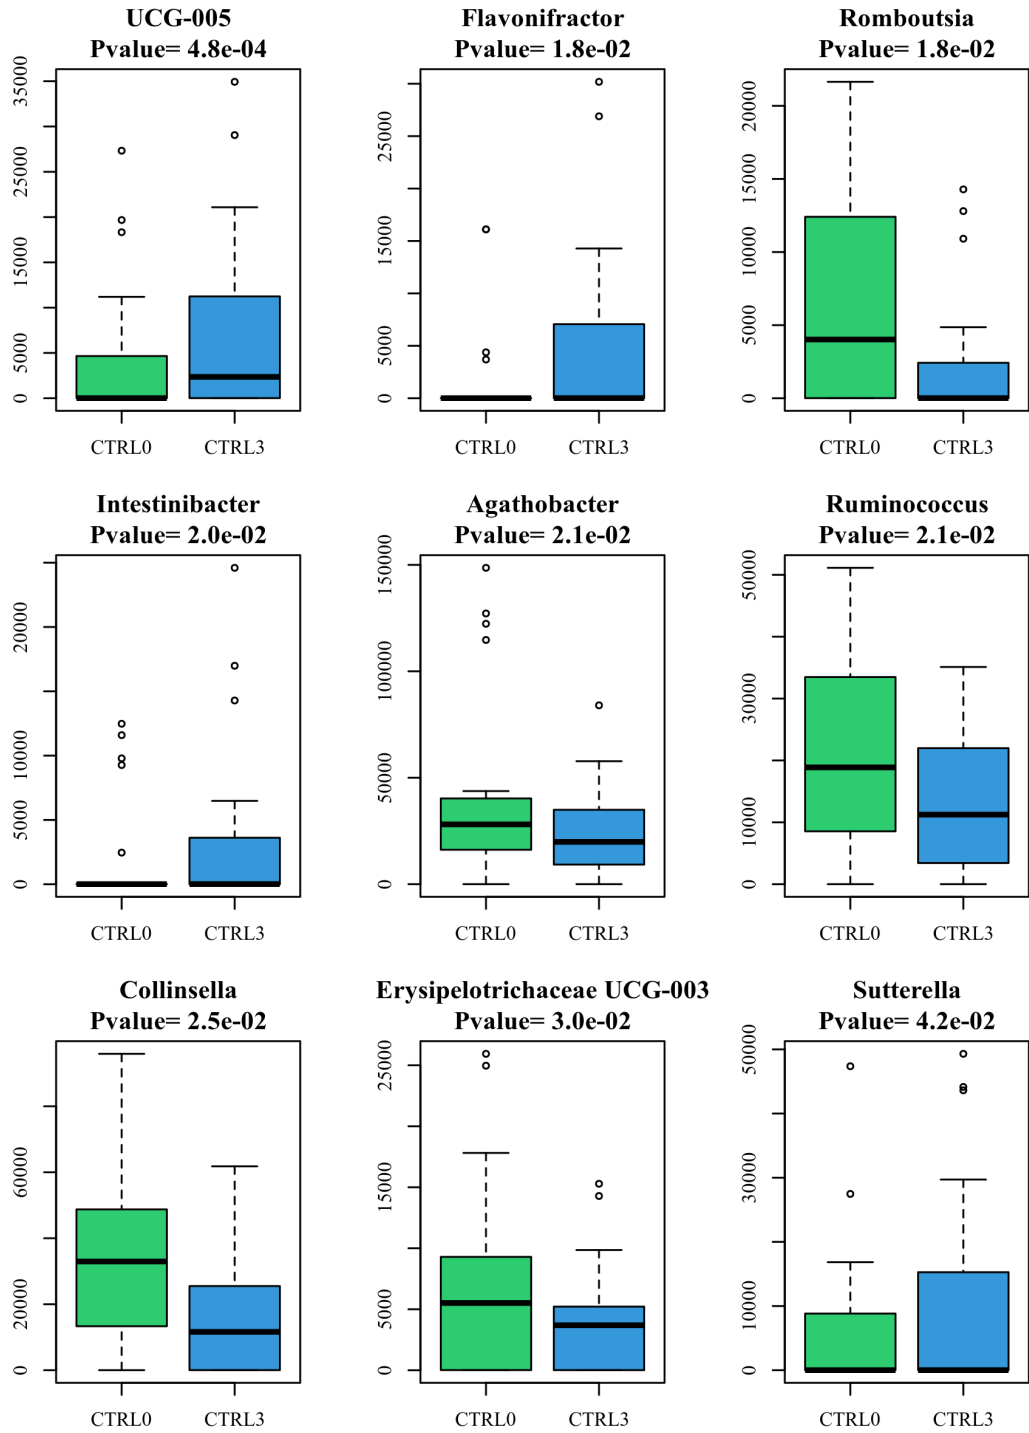 UCG-005
Pvalue= 4.8e-04
35000
25000
15000
5000
0
CTRL0 CTRL3
Flavonifractor
Pvalue= 1.8e-02
25000
15000
5000
0
CTRL0 CTRL3
Romboutsia
Pvalue= 1.8e-02
20000
15000
10000
5000
0
CTRL0 CTRL3
Intestinibacter
Pvalue= 2.0e-02
20000
10000
5000
0
CTRL0 CTRL3
Agathobacter
Pvalue= 2.1e-02
150000
100000
50000
0
CTRL0 CTRL3
Ruminococcus
Pvalue= 2.1e-02
50000
30000
10000
0
CTRL0 CTRL3
Collinsella
Pvalue= 2.5e-02
60000
20000
0
CTRL0 CTRL3
Erysipelotrichaceae UCG-003
Pvalue= 3.0e-02
25000
15000
5000
0
CTRL0 CTRL3
Sutterella
Pvalue= 4.2e-02
50000
30000
10000
0
CTRL0 CTRL3